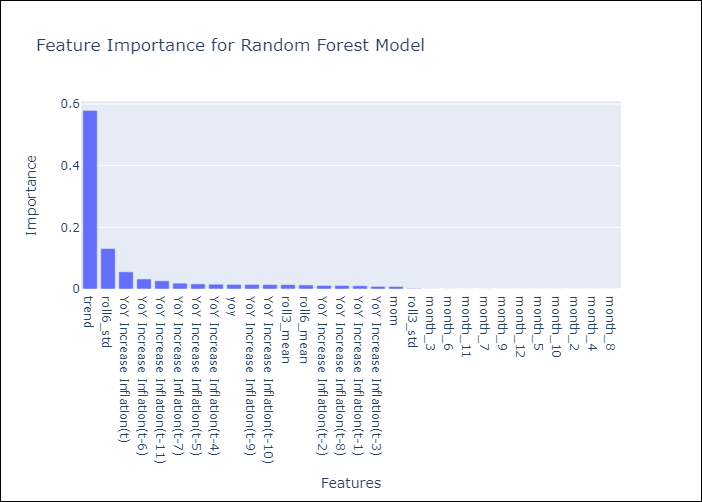 Feature Importance for Random Forest Model
Importance
0.6
0.4
0.2
0
trend
roll6_std
YoY Increase Inflation(t)
YoY Increase Inflation(t-6)
YoY Increase Inflation(t-11)
YoY Increase Inflation(t-7)
YoY Increase Inflation(t-5)
YoY Increase Inflation(t-4)
yoy
YoY Increase Inflation(t-9)
YoY Increase Inflation(t-10)
roll3_mean
roll6_mean
YoY Increase Inflation(t-2)
YoY Increase Inflation(t-8)
YoY Increase Inflation(t-1)
YoY Increase Inflation(t-3)
mom
roll3_std
month_3
month_6
month_11
month_7
month_9
month_12
month_5
month_10
month_2
month_4
month_8
Features